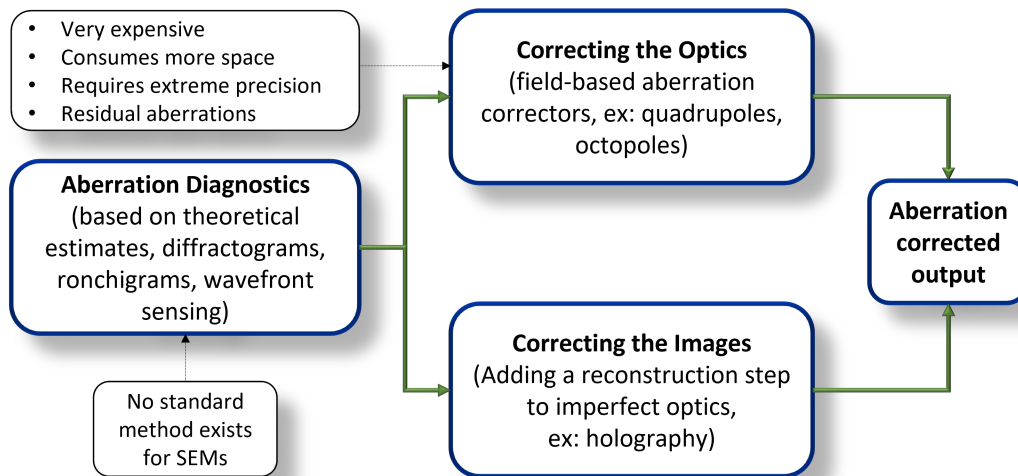 • Very expensive
• Consumes more space
• Requires extreme precision
• Residual aberrations
Aberration Diagnostics
(based on theoretical
estimates, diffractograms,
ronchigrams, wavefront
sensing)
No standard
method exists
for SEMs
Correcting the Optics
(field-based aberration
correctors, ex: quadrupoles,
octopoles)
Correcting the Images
(Adding a reconstruction step
to imperfect optics,
ex: holography)
Aberration
corrected
output